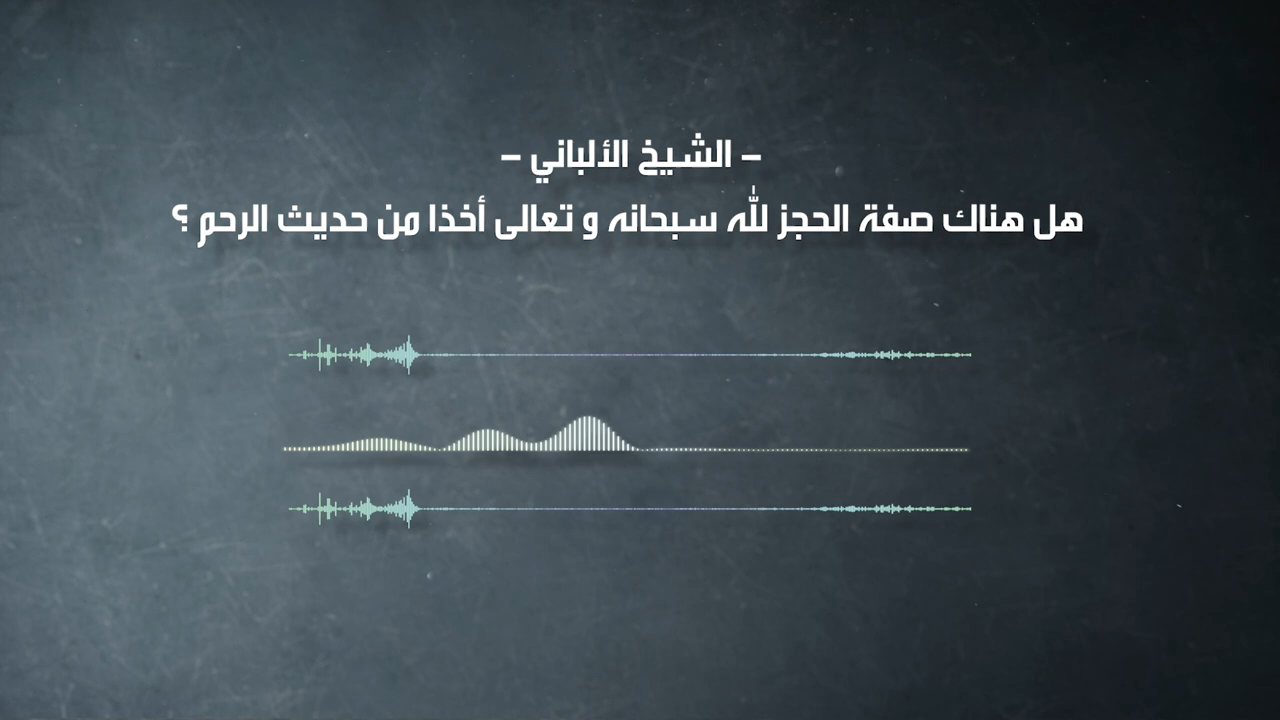 – الشيخ الألباني –
هل هناك صفة الحجز لله سبحانه و تعالى أخذا من حديث الرحم ؟